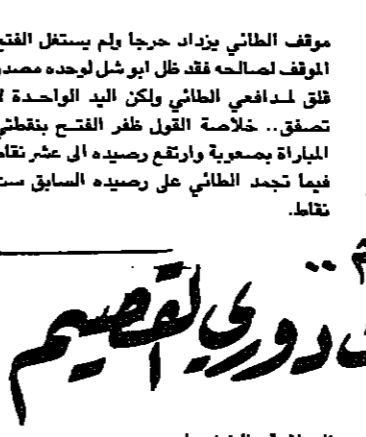 موقف الطائي يزداد حرجا ولم يستغل الفتح
الموقف لصالحه فقد ظل ابو شل لوحده مصدر
قلق لمدافعي الطائي ولكن اليد الواحدة لا
تصفق.. خلاصة القول ظفر الفتح بنقطتي
المباراة بصعوبة وارتفع رصيده الى عشر نقاط
فيما تجمد الطائي على رصيده السابق ست
نقاط.
دوري القصيم